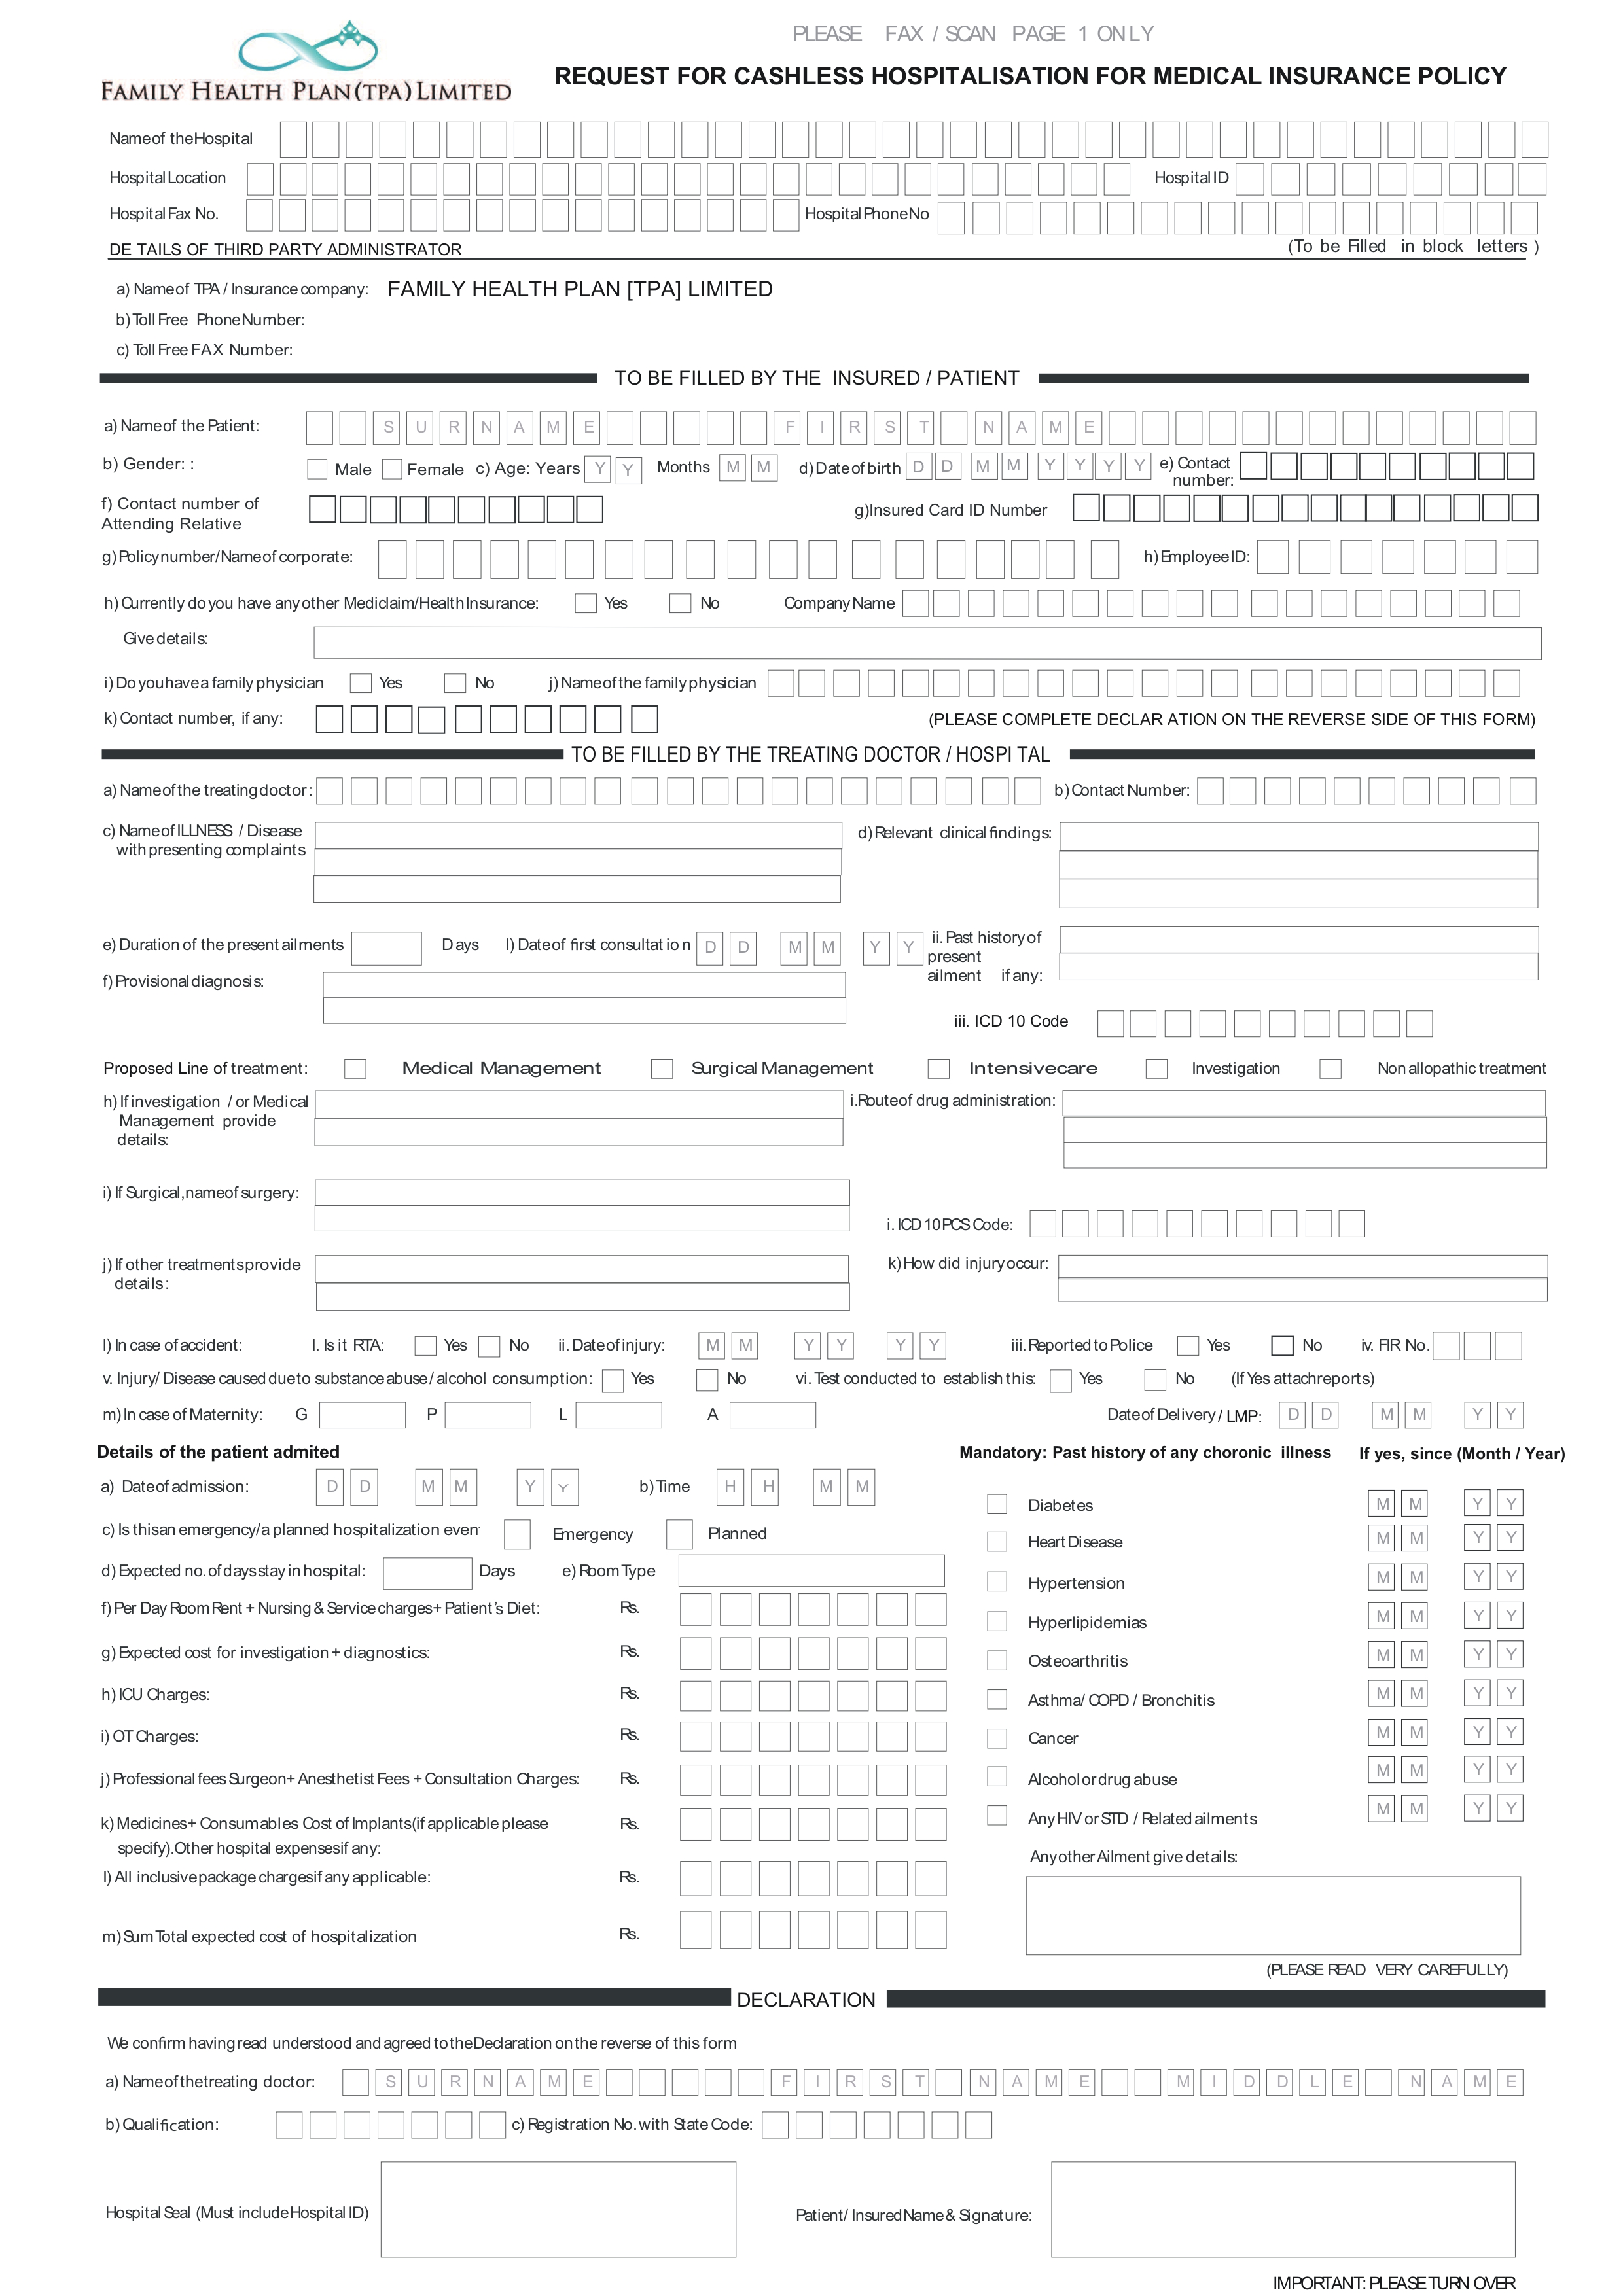 PLEASE FAX / SCAN PAGE 1 ONLY
FAMILY HEALTH PLAN(TPA)LIMITED
REQUEST FOR CASHLESS HOSPITALISATION FOR MEDICAL INSURANCE POLICY
Name of the Hospital
Hospital Location Hospital ID
Hospital Fax No. Hospital Phone No
DE TAILS OF THIRD PARTY ADMINISTRATOR (To be Filled in block letters )
a) Name of TPA / Insurance company: FAMILY HEALTH PLAN [TPA] LIMITED
b) Toll Free Phone Number:
c) Toll Free FAX Number:
TO BE FILLED BY THE INSURED / PATIENT
a) Name of the Patient: S U R N A M E F I R S T N A M E
b) Gender: : Male Female c) Age: Years Y Y Months M M d) Date of birth D D M M Y Y Y Y e) Contact number:
f) Contact number of Attending Relative g)Insured Card ID Number
g) Policy number/Name of corporate: h) Employee ID:
h) Currently do you have any other Mediclaim/Health Insurance: Yes No Company Name
Give details:
i) Do you have a family physician Yes No j) Name of the family physician
k) Contact number, if any: (PLEASE COMPLETE DECLAR ATION ON THE REVERSE SIDE OF THIS FORM)
TO BE FILLED BY THE TREATING DOCTOR / HOSPI TAL
a) Name of the treating doctor: b) Contact Number:
c) Name of ILLNESS / Disease with presenting complaints d) Relevant clinical findings:
e) Duration of the present ailments Days I) Date of first consultation D D M M Y Y ii. Past history of present ailment if any:
f) Provisional diagnosis:
iii. ICD 10 Code
Proposed Line of treatment: Medical Management Surgical Management Intensivecare Investigation Non allopathic treatment
h) If investigation / or Medical Management provide details: i.Route of drug administration:
i) If Surgical, name of surgery:
i. ICD 10 PCS Code:
j) If other treatments provide details: k) How did injury occur:
l) In case of accident: I. Is it RTA: Yes No ii. Date of injury: M M Y Y Y Y iii. Reported to Police Yes No iv. FIR No.
v. Injury/ Disease caused due to substance abuse/ alcohol consumption: Yes No vi. Test conducted to establish this: Yes No (If Yes attach reports)
m) In case of Maternity: G P L A Date of Delivery / LMP: D D M M Y Y
Details of the patient admited
Mandatory: Past history of any choronic illness If yes, since (Month / Year)
a) Date of admission: D D M M Y Y b) Time H H M M
Diabetes M M Y Y
c) Is this an emergency/a planned hospitalization event Emergency Planned
Heart Disease M M Y Y
d) Expected no. of days stay in hospital: Days e) Room Type
Hypertension M M Y Y
f) Per Day Room Rent + Nursing & Service charges+ Patient's Diet: Rs.
Hyperlipidemias M M Y Y
g) Expected cost for investigation + diagnostics: Rs.
Osteoarthritis M M Y Y
h) ICU Charges: Rs.
Asthma/ COPD / Bronchitis M M Y Y
i) OT Charges: Rs.
Cancer M M Y Y
j) Professional fees Surgeon+ Anesthetist Fees + Consultation Charges: Rs.
Alcohol or drug abuse M M Y Y
k) Medicines+ Consumables Cost of Implants(if applicable please specify).Other hospital expenses if any: Rs.
Any HIV or STD / Related ailments M M Y Y
Any other Ailment give details:
l) All inclusive package charges if any applicable: Rs.
m) Sum Total expected cost of hospitalization Rs.
(PLEASE READ VERY CAREFULLY)
DECLARATION
We confirm having read understood and agreed to the Declaration on the reverse of this form
a) Name of the treating doctor: S U R N A M E F I R S T N A M E M I D D L E N A M E
b) Qualification: c) Registration No. with State Code:
Hospital Seal (Must include Hospital ID) Patient/ Insured Name & Signature:
IMPORTANT: PLEASE TURN OVER